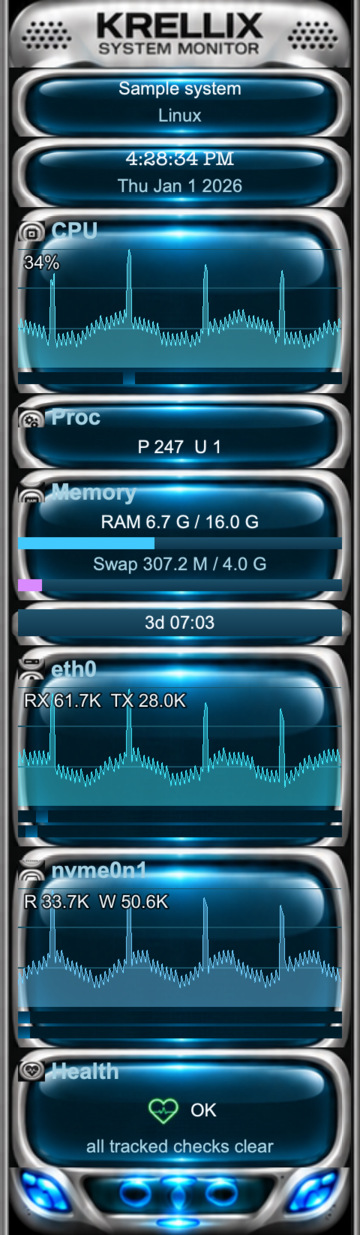 KRELLIX
SYSTEM MONITOR
Sample system
Linux
4:28:34 PM
Thu Jan 1 2026
CPU
34%
Proc
P 247 U 1
Memory
RAM 6.7 G / 16.0 G
Swap 307.2 M / 4.0 G
3d 07:03
eth0
RX 61.7K TX 28.0K
nvme0n1
R 33.7K W 50.6K
Health
OK
all tracked checks clear